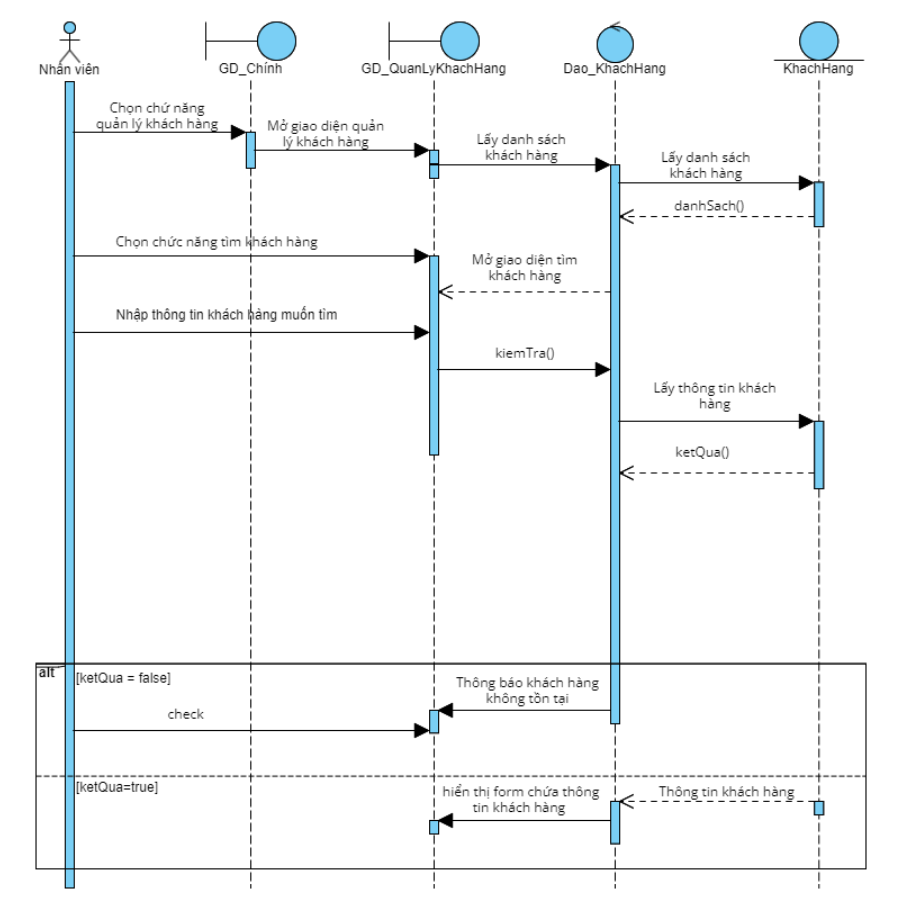 Nhân viên
GD_Chính
GD_QuanLyKhachHang
Dao_KhachHang
KhachHang
Chọn chứ năng
quản lý khách hàng
Mở giao diện quản
lý khách hàng
Lấy danh sách
khách hàng
Lấy danh sách
khách hàng
danhSach()
Chọn chức năng tìm khách hàng
Mở giao diện tìm
khách hàng
Nhập thông tin khách hàng muốn tìm
kiemTra()
Lấy thông tin khách
hàng
ketQua()
alt
[ketQua = false]
Thông báo khách hàng
không tồn tại
check
[ketQua=true]
hiển thị form chứa thông
tin khách hàng
Thông tin khách hàng